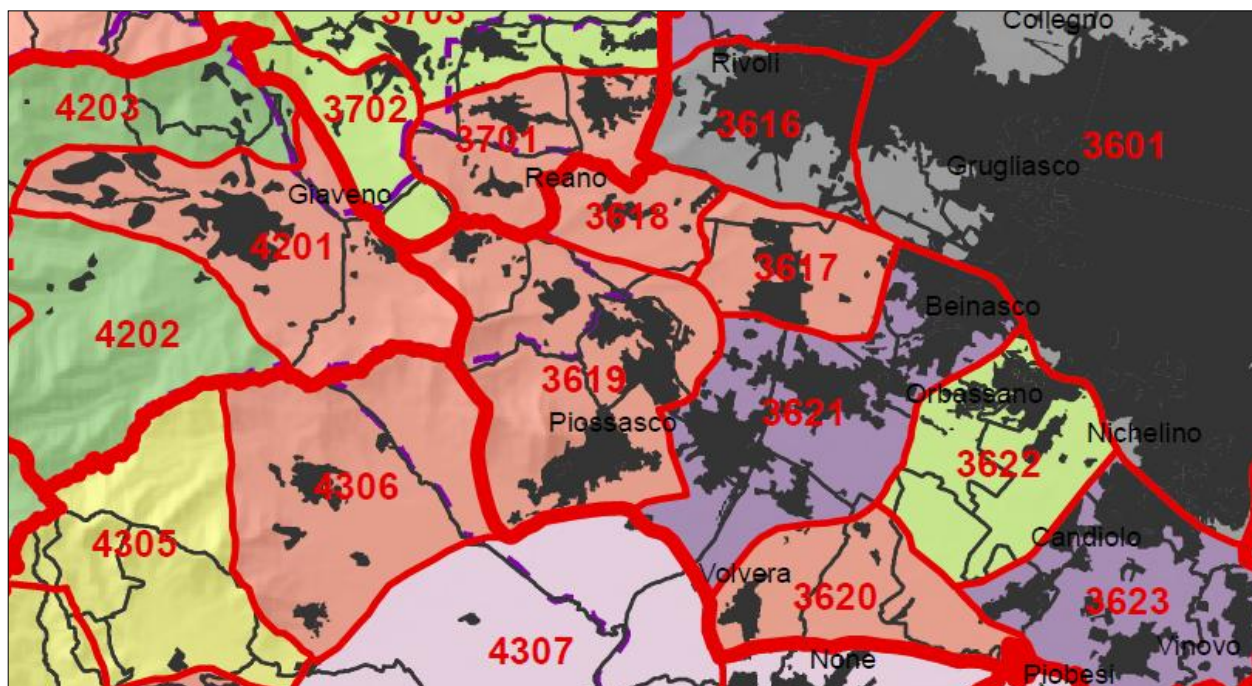 3703
Collegno
Rivoli
4203
3702
3701
3616
3601
Grugliasco
Reano
Giaveno
3618
4201
3617
Beinasco
4202
3619
Orbassano
3621
Piossasco
Nichelino
3622
4306
4305
Candiolo
Volvera
3620
3623
4307
None
Vinovo
Piobesi